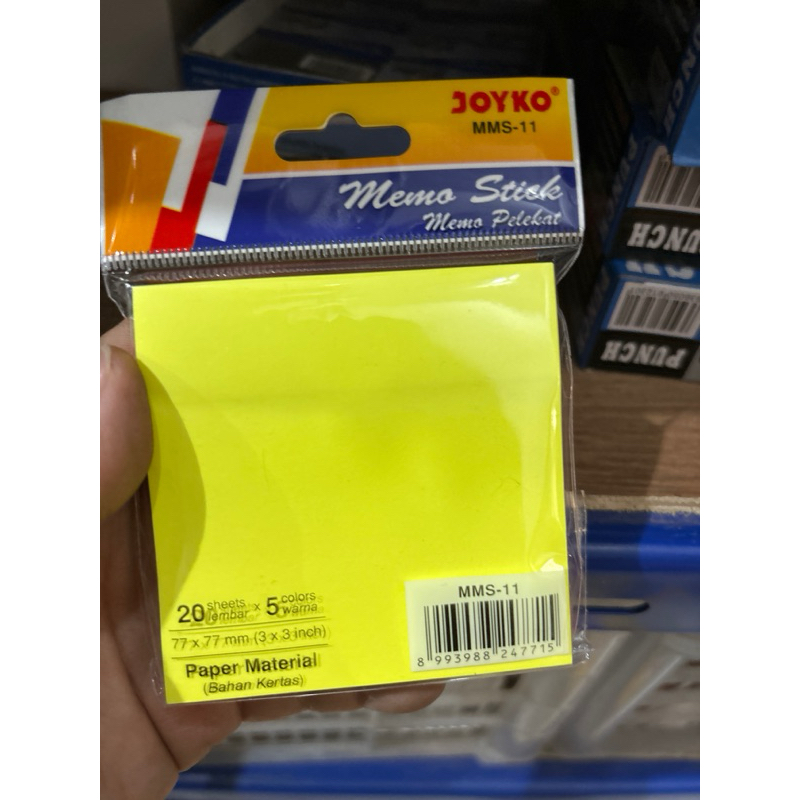 JOYKO®
MMS-11
Memo Stick
Memo Pelekat
20 sheets x 5 colors
lembar warna
77 x 77 mm (3 x 3 inch)
Paper Material
(Bahan Kertas)
MMS-11
8 993988 247715
PUNCH
PUNCH
PUNCH